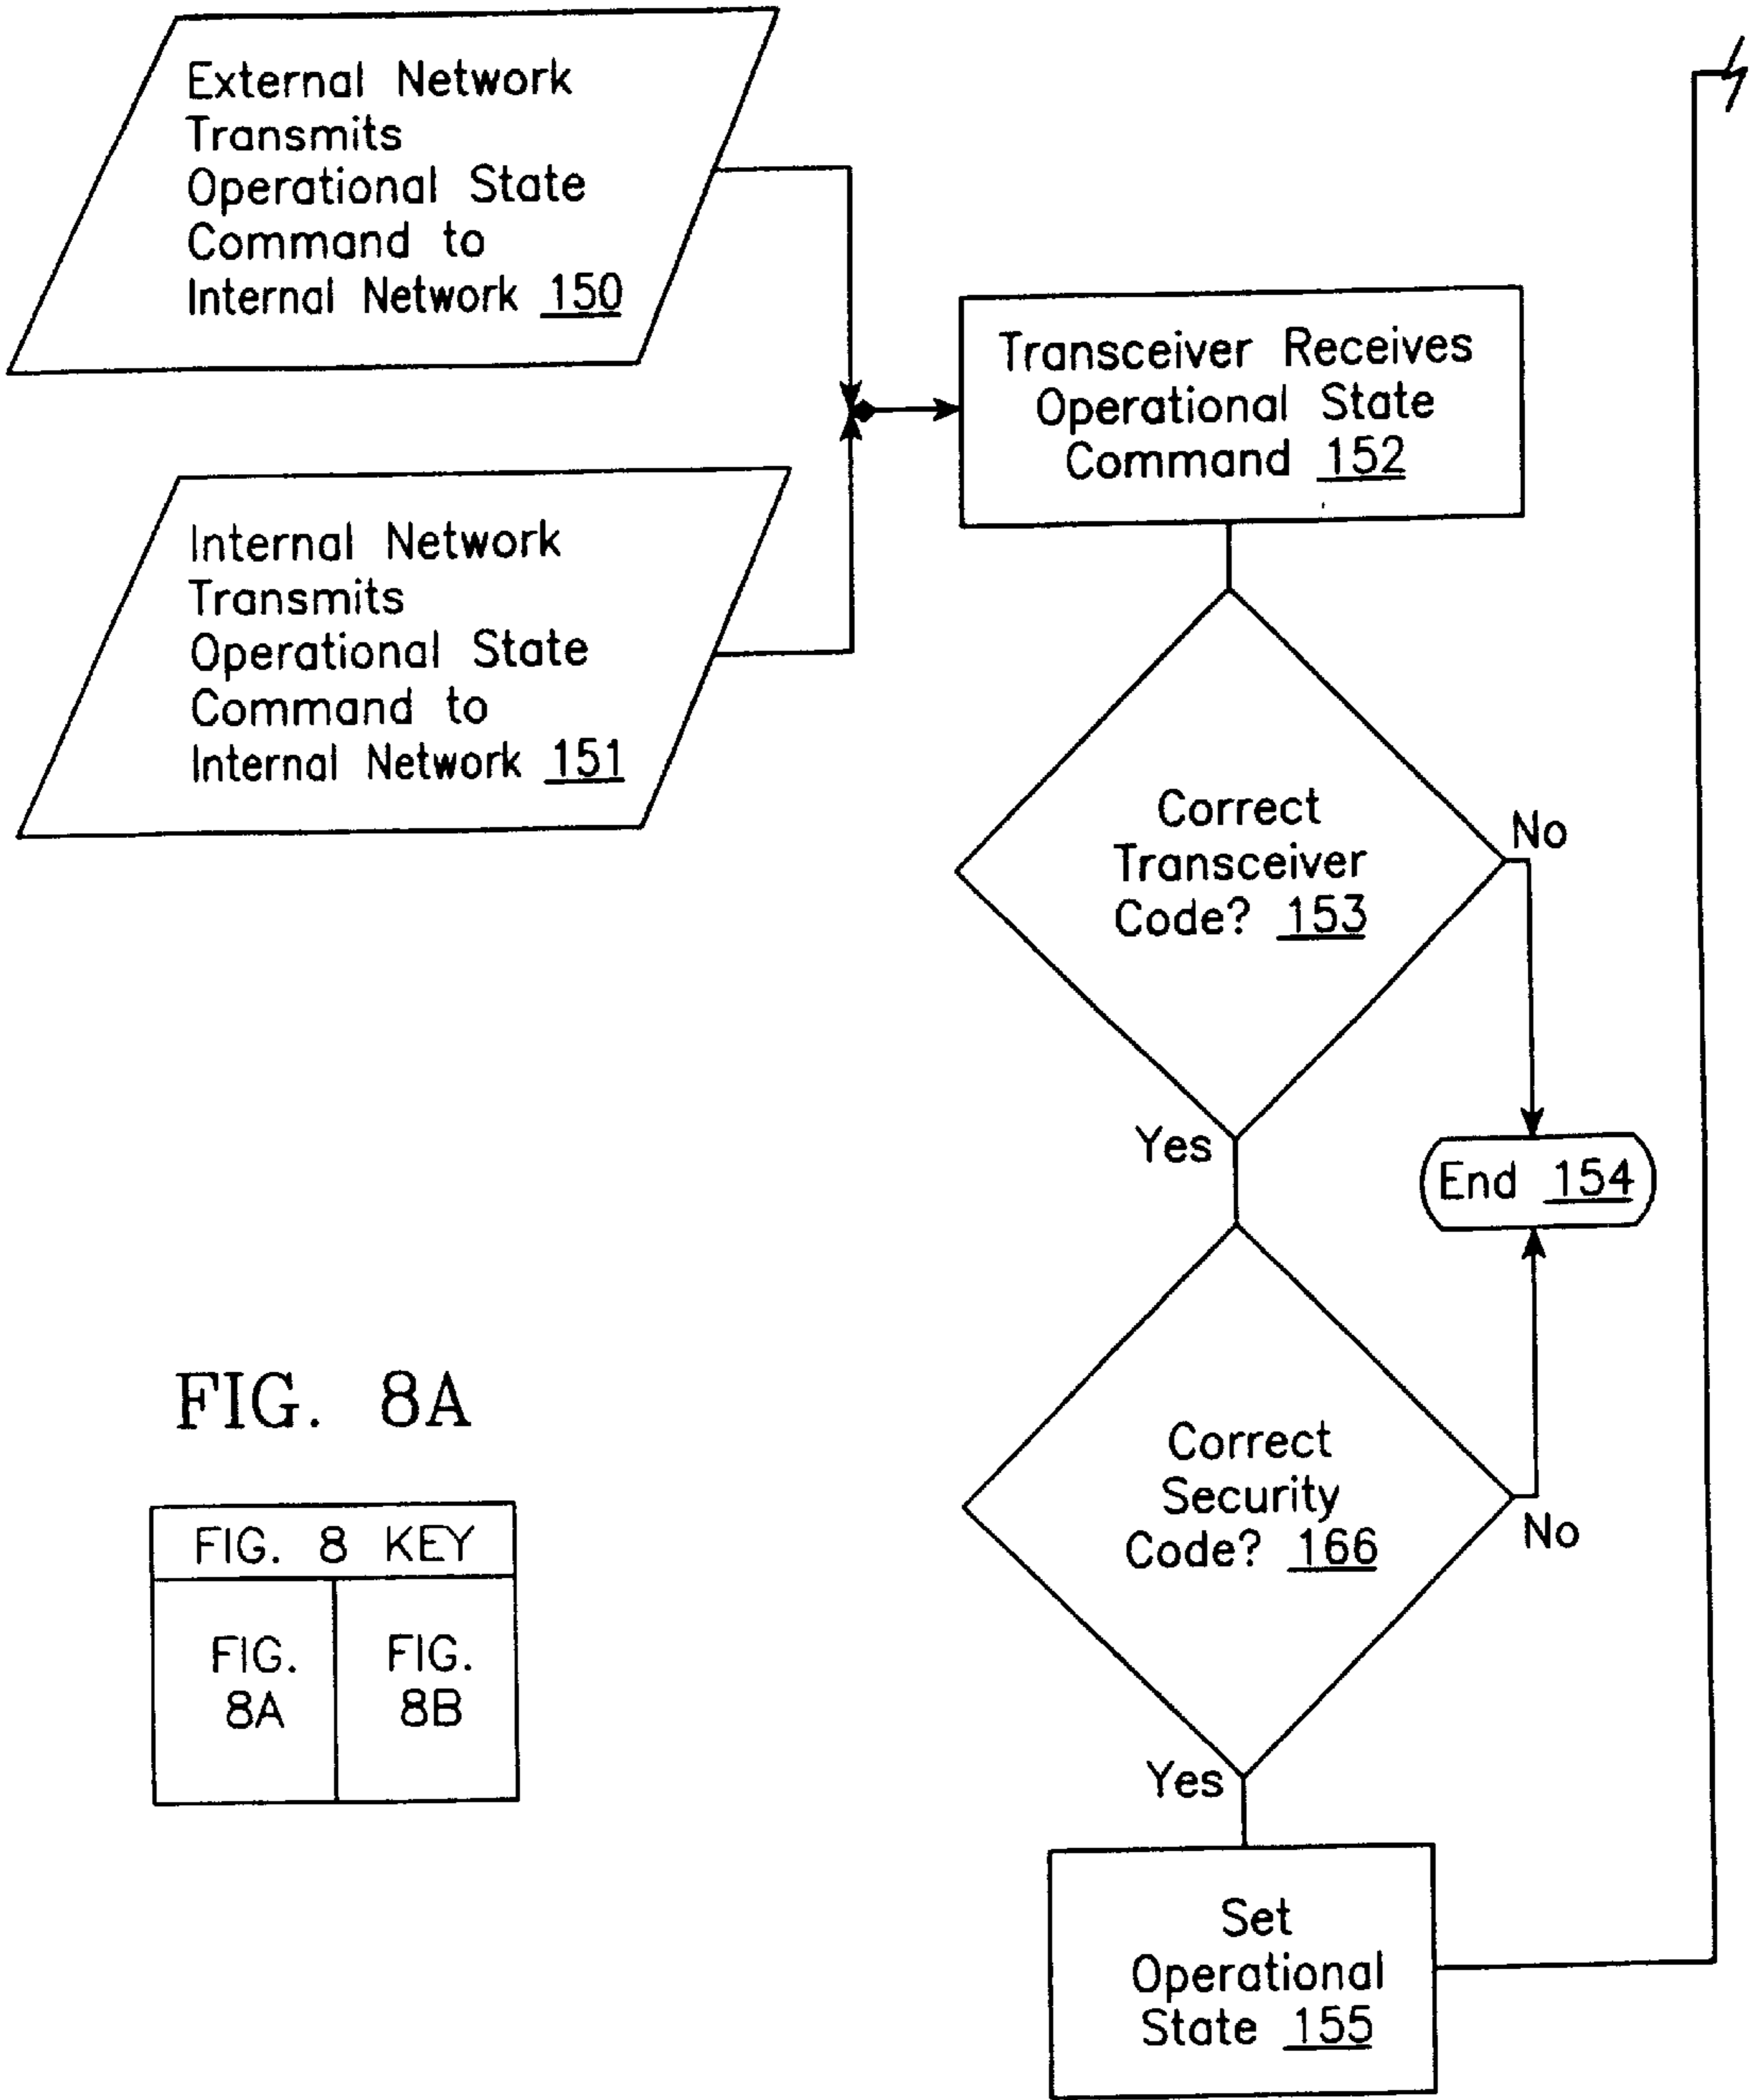 External Network
Transmits
Operational State
Command to
Internal Network 150
Internal Network
Transmits
Operational State
Command to
Internal Network 151
Transceiver Receives
Operational State
Command 152
Correct
Transceiver
Code? 153
No
Yes
End 154
Correct
Security
Code? 166
No
Yes
Set
Operational
State 155
FIG. 8A
FIG. 8 KEY
FIG.
8A
FIG.
8B